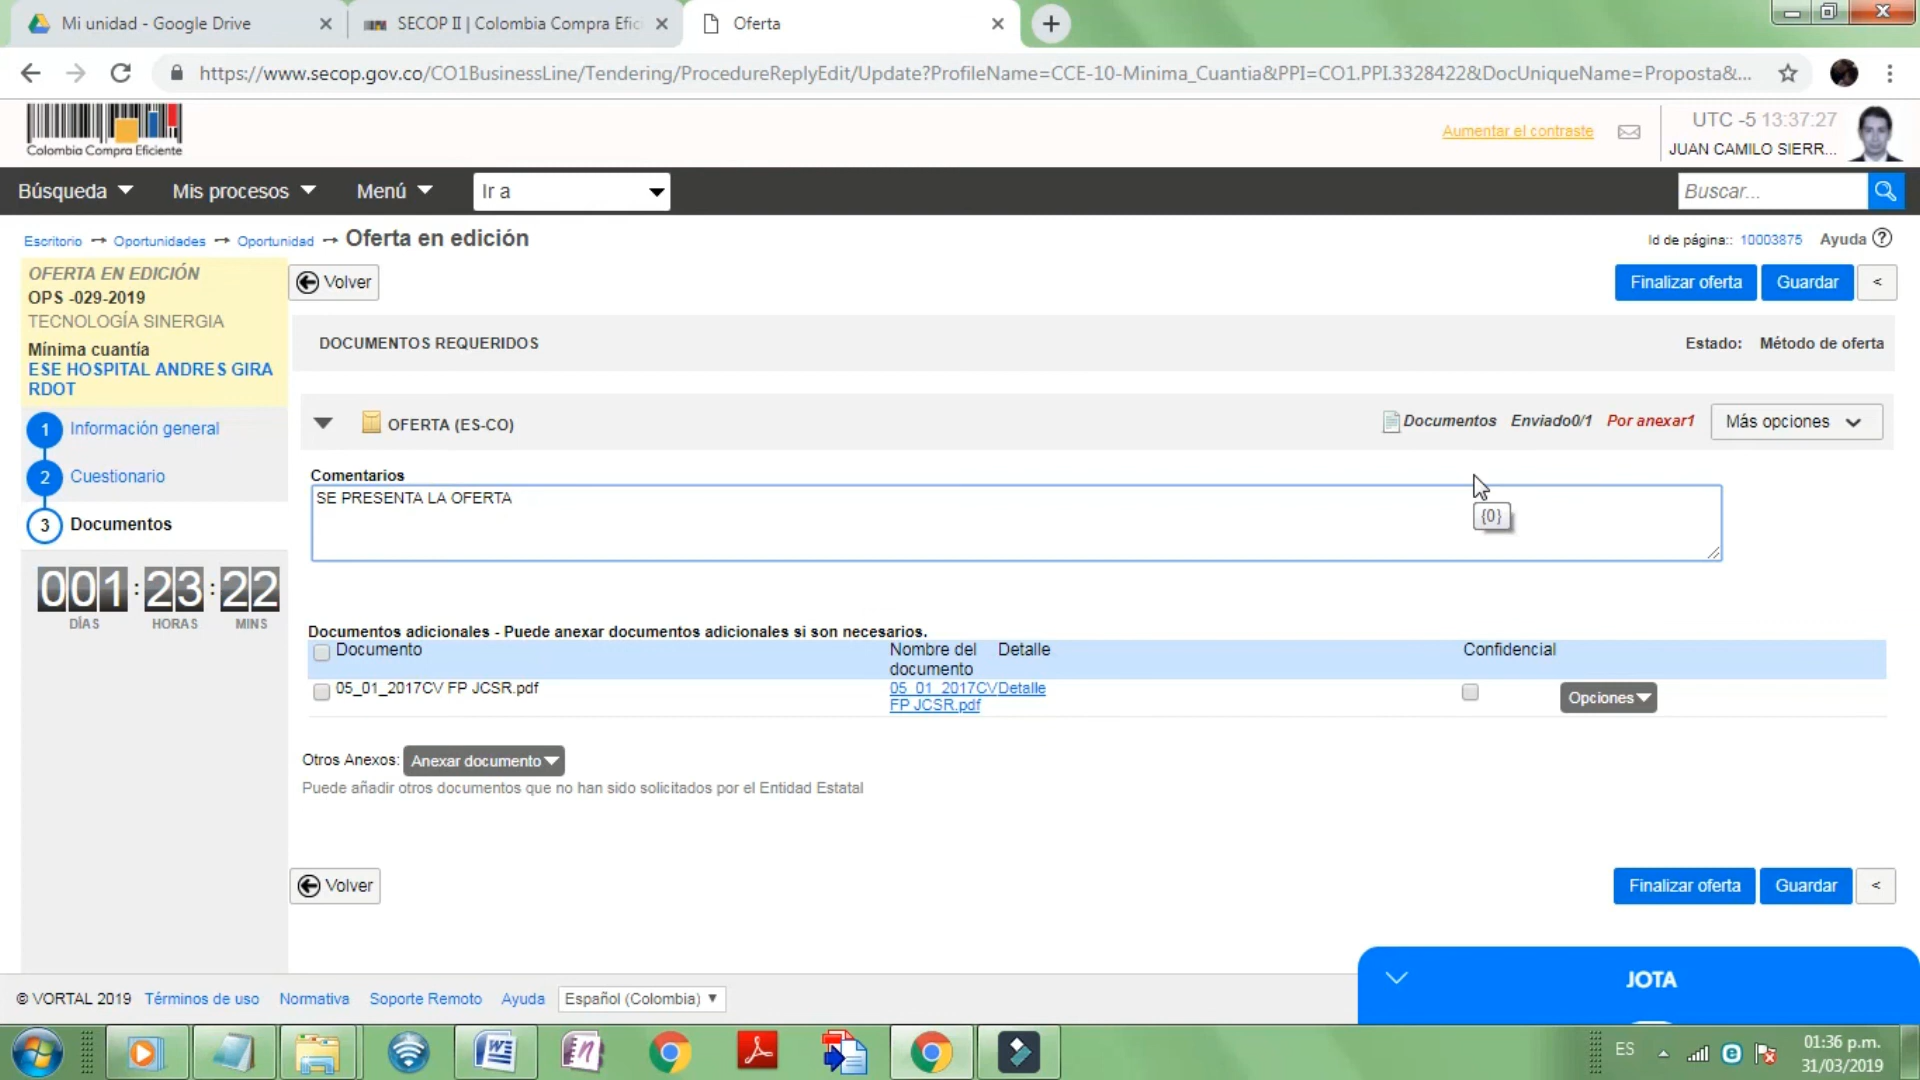 Mi unidad - Google Drive
SECOP II | Colombia Compra Efic
Oferta
https://www.secop.gov.co/CO1BusinessLine/Tendering/ProcedureReplyEdit/Update?ProfileName=CCE-10-Minima_Cuantia&PPI=CO1.PPI.3328422&DocUniqueName=Proposta&...
Colombia Compra Eficiente
Aumentar el contraste
UTC -5 13:37:27
JUAN CAMILO SIERR...
Búsqueda
Mis procesos
Menú
Ir a
Buscar...
Escritorio → Oportunidades → Oportunidad → Oferta en edición
Id de página:: 10003875
Ayuda
OFERTA EN EDICIÓN
OPS -029-2019
TECNOLOGÍA SINERGIA
Mínima cuantía
ESE HOSPITAL ANDRES GIRA
RDOT
Volver
Finalizar oferta
Guardar
<
DOCUMENTOS REQUERIDOS
Estado: Método de oferta
1 Información general
2 Cuestionario
3 Documentos
001:23:22
DÍAS HORAS MINS
OFERTA (ES-CO)
Documentos Enviado0/1 Por anexar1
Más opciones
Comentarios
SE PRESENTA LA OFERTA
{0}
Documentos adicionales - Puede anexar documentos adicionales si son necesarios.
Documento
Nombre del
documento
Detalle
Confidencial
05_01_2017CV FP JCSR.pdf
05_01_2017CV
FP JCSR.pdf
Detalle
Opciones
Otros Anexos: Anexar documento
Puede añadir otros documentos que no han sido solicitados por el Entidad Estatal
Volver
Finalizar oferta
Guardar
<
JOTA
© VORTAL 2019 Términos de uso Normativa Soporte Remoto Ayuda Español (Colombia)
ES
01:36 p.m.
31/03/2019